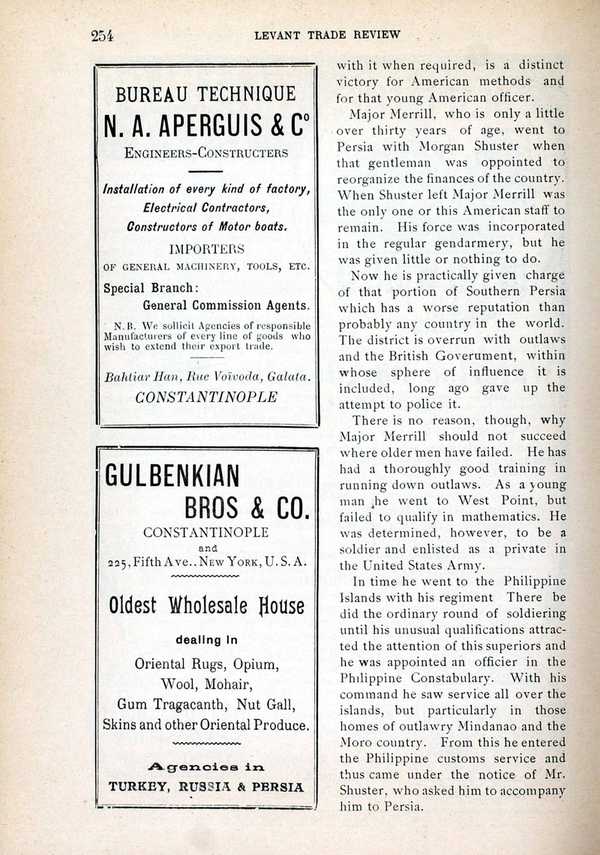 254
LEVANT TRADE REVIEW
BUREAU TECHNIQUE
N. A. APERGUIS & Cº
ENGINEERS-CONSTRUCTERS
Installation of every kind of factory,
Electrical Contractors,
Constructors of Motor boats.
IMPORTERS
OF GENERAL MACHINERY, TOOLS, ETC.
Special Branch:
General Commission Agents.
N.B. We sollicit Agencies of responsible
Manufacturers of every line of goods who
wish to extend their export trade.
Bahtiar Han, Rue Voïvoda, Galata.
CONSTANTINOPLE
GULBENKIAN
BROS & CO.
CONSTANTINOPLE
and
225, Fifth Ave.. NEW YORK, U.S.A.
Oldest Wholesale House
dealing in
Oriental Rugs, Opium,
Wool, Mohair,
Gum Tragacanth, Nut Gall,
Skins and other Oriental Produce.
Agencies in
TURKEY, RUSSIA & PERSIA
with it when required, is a distinct
victory for American methods and
for that young American officer.
Major Merrill, who is only a little
over thirty years of age, went to
Persia with Morgan Shuster when
that gentleman was oppointed to
reorganize the finances of the country.
When Shuster left Major Merrill was
the only one or this American staff to
remain. His force was incorporated
in the regular gendarmery, but he
was given little or nothing to do.
Now he is practically given charge
of that portion of Southern Persia
which has a worse reputation than
probably any country in the world.
The district is overrun with outlaws
and the British Goverument, within
whose sphere of influence it is
included, long ago gave up the
attempt to police it.
There is no reason, though, why
Major Merrill should not succeed
where older men have failed. He has
had a thoroughly good training in
running down outlaws. As a young
man he went to West Point, but
failed to qualify in mathematics. He
was determined, however, to be a
soldier and enlisted as a private in
the United States Army.
In time he went to the Philippine
Islands with his regiment There be
did the ordinary round of soldiering
until his unusual qualifications attrac-
ted the attention of this superiors and
he was appointed an officier in the
Philippine Constabulary. With his
command he saw service all over the
islands, but particularly in those
homes of outlawry Mindanao and the
Moro country. From this he entered
the Philippine customs service and
thus came under the notice of Mr.
Shuster, who asked him to accompany
him to Persia.